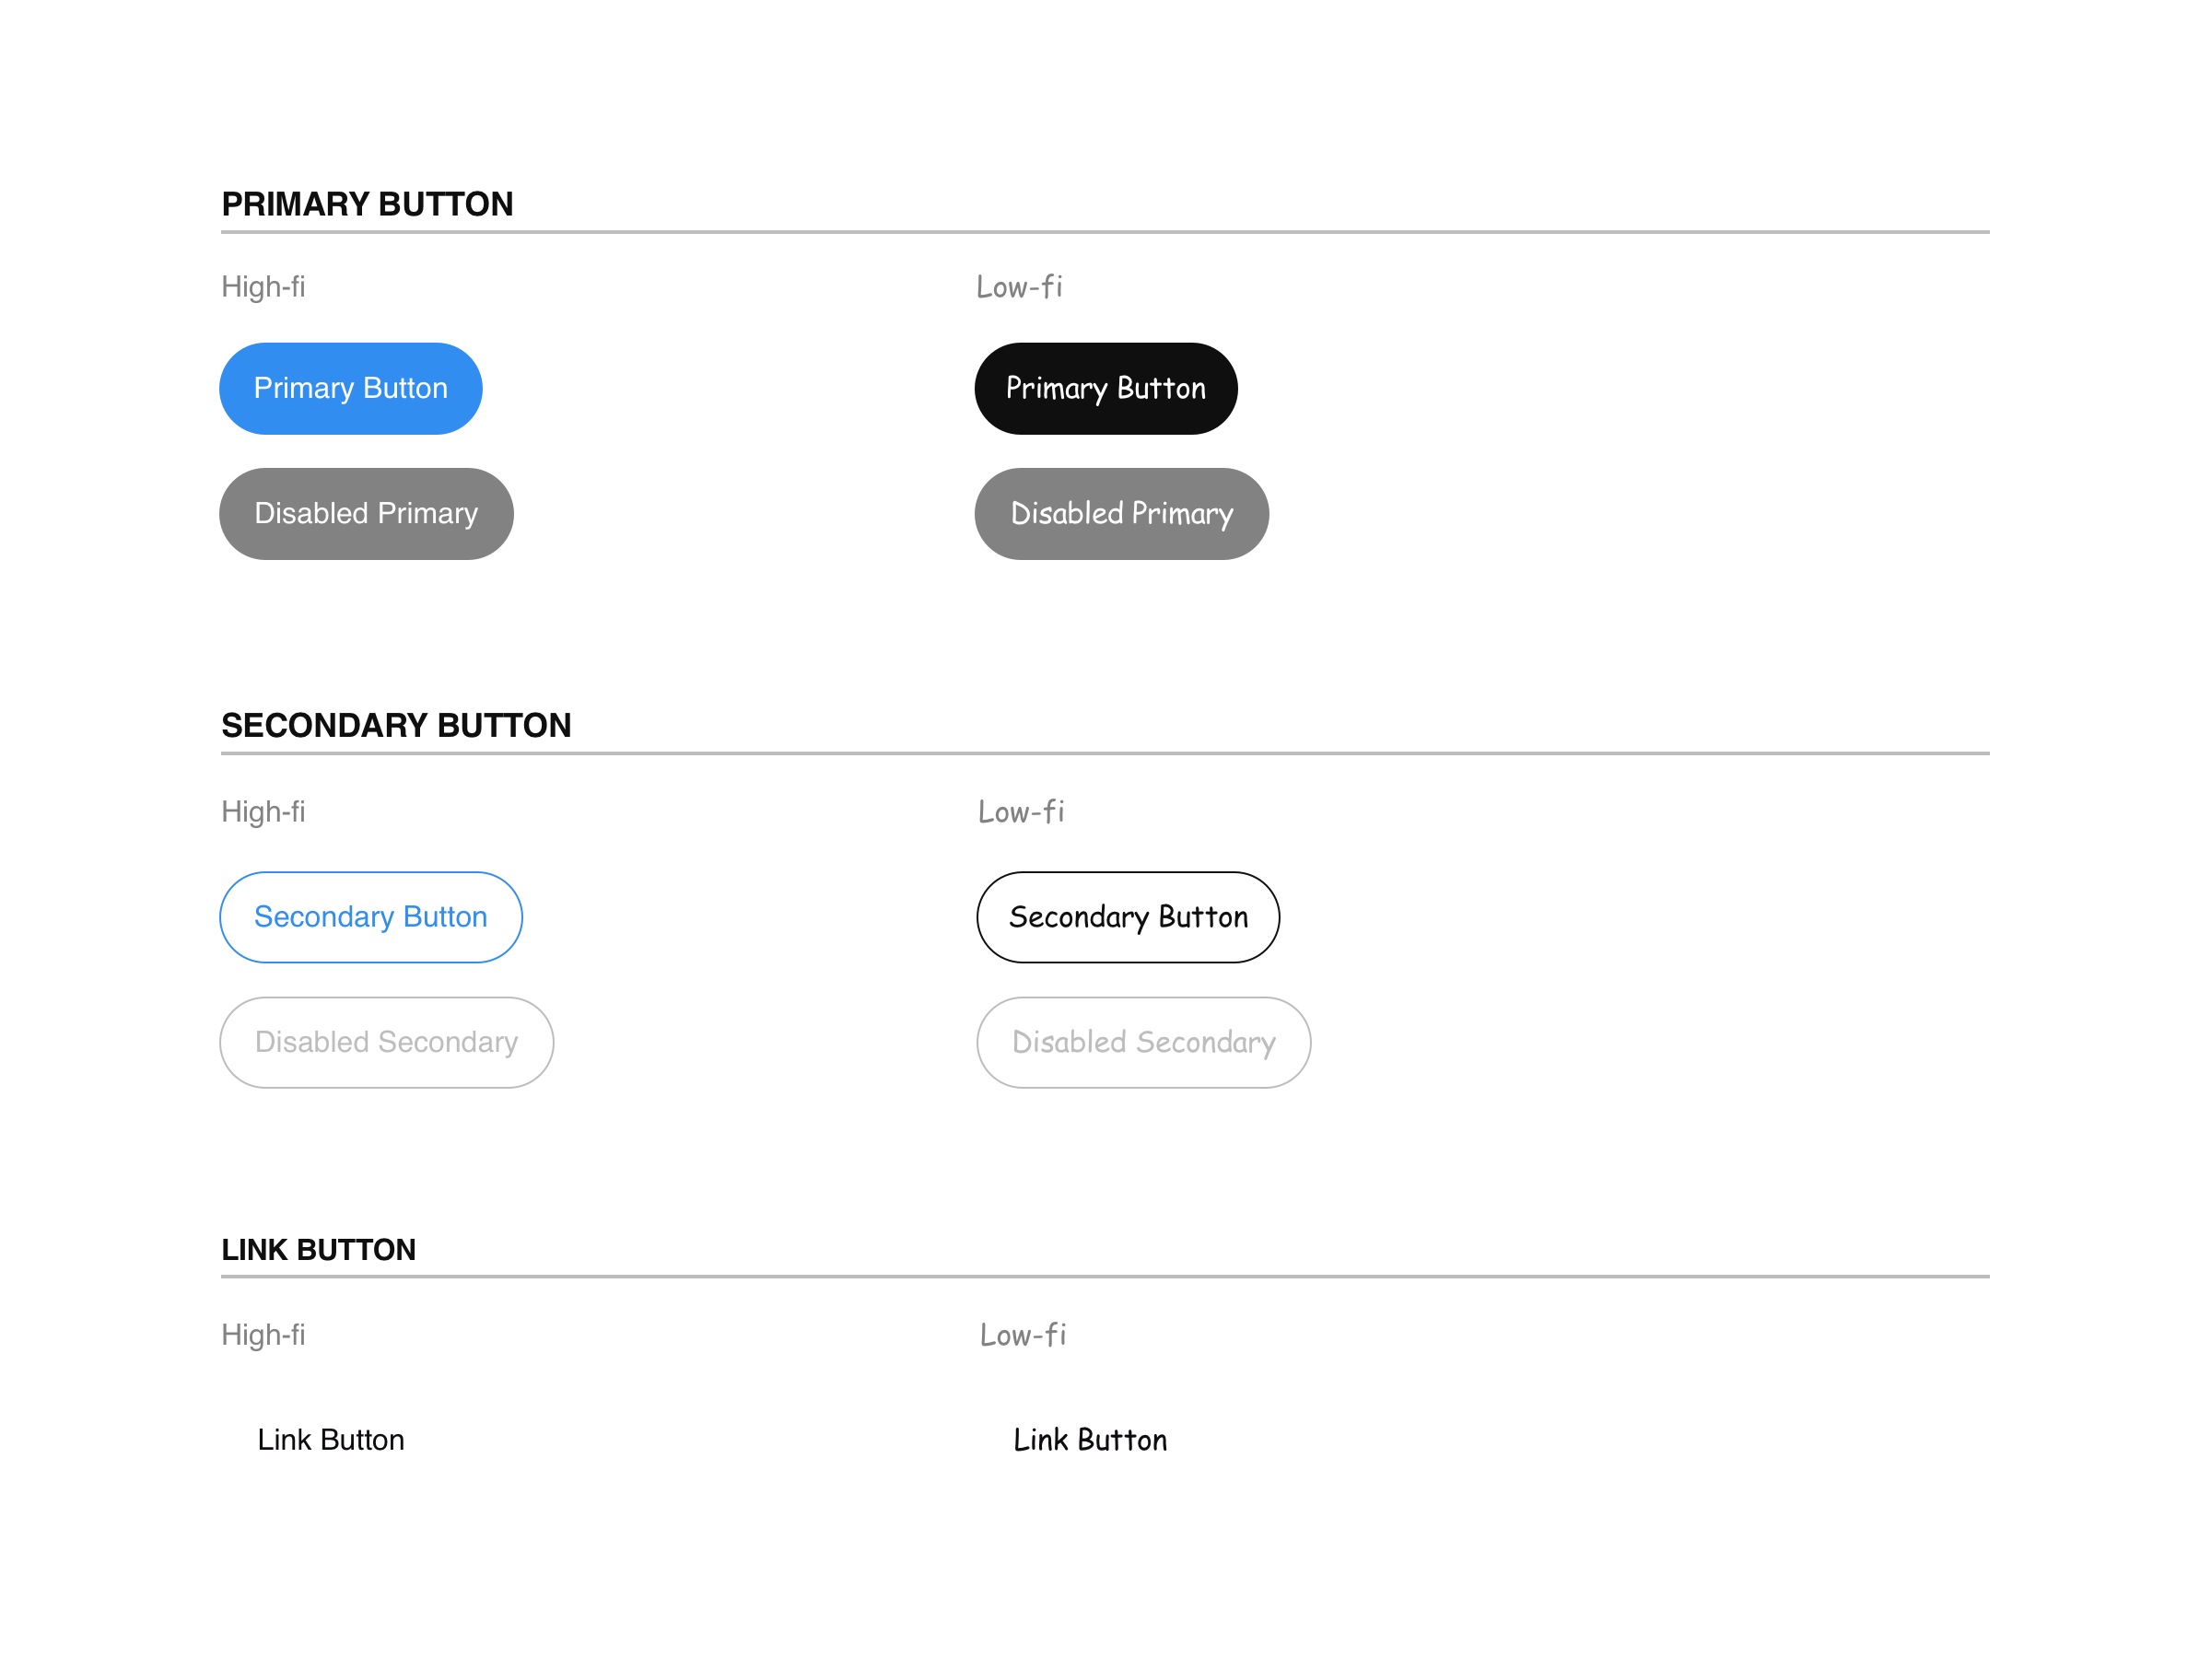 PRIMARY BUTTON
High-fi
Low-fi
Primary Button
Primary Button
Disabled Primary
Disabled Primary
SECONDARY BUTTON
High-fi
Low-fi
Secondary Button
Secondary Button
Disabled Secondary
Disabled Secondary
LINK BUTTON
High-fi
Low-fi
Link Button
Link Button